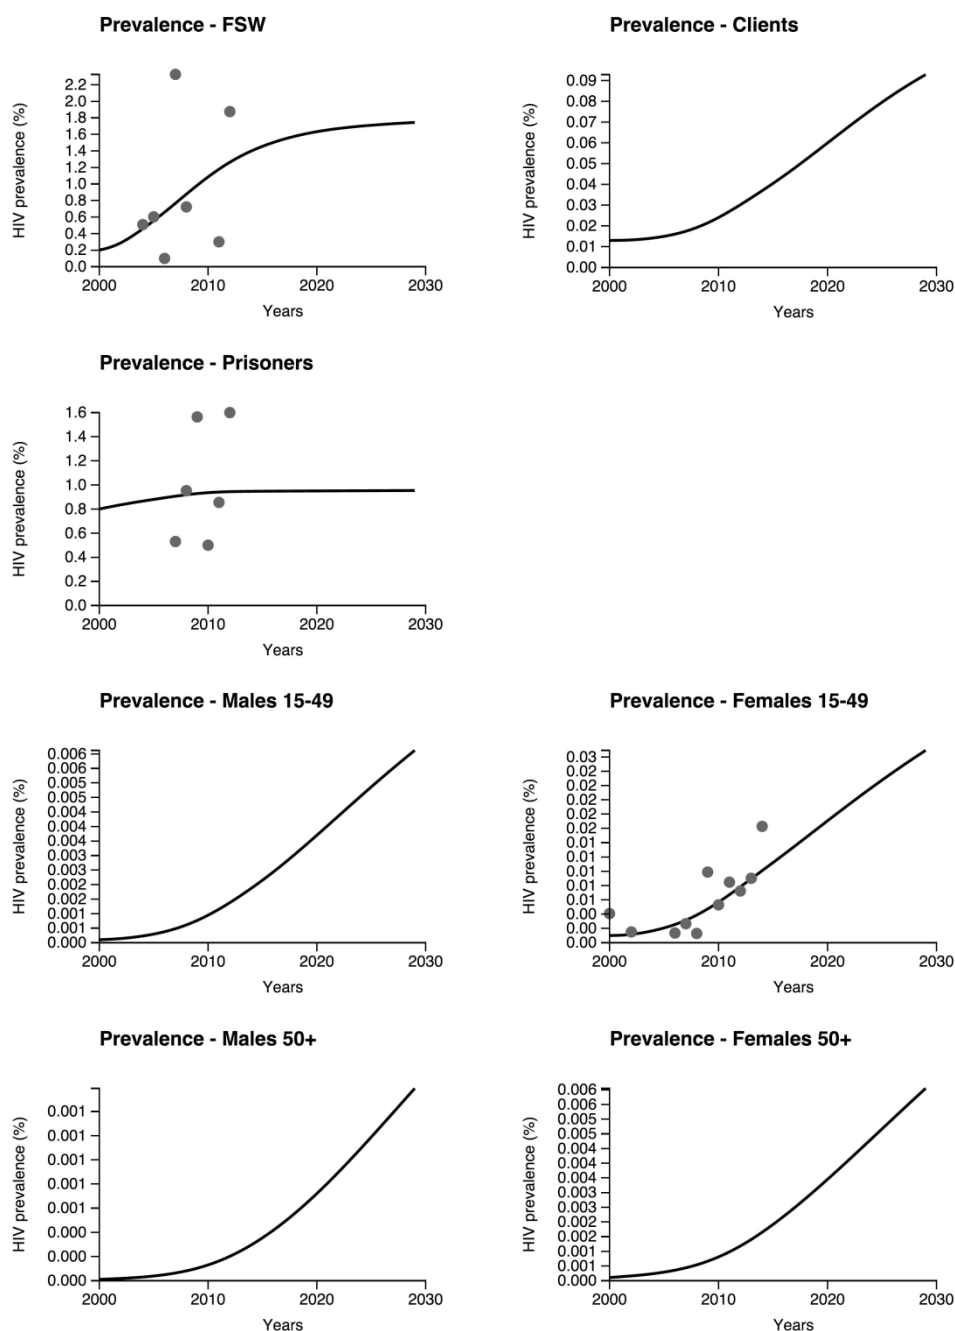 Prevalence - FSW
HIV prevalence (%)
2.2
2.0
1.8
1.6
1.4
1.2
1.0
0.8
0.6
0.4
0.2
0.0
2000 2010 2020 2030
Years
Prevalence - Clients
HIV prevalence (%)
0.09
0.08
0.07
0.06
0.05
0.04
0.03
0.02
0.01
0.00
2000 2010 2020 2030
Years
Prevalence - Prisoners
HIV prevalence (%)
1.6
1.4
1.2
1.0
0.8
0.6
0.4
0.2
0.0
2000 2010 2020 2030
Years
Prevalence - Males 15-49
HIV prevalence (%)
0.006
0.006
0.005
0.005
0.004
0.004
0.003
0.003
0.002
0.002
0.001
0.001
0.000
2000 2010 2020 2030
Years
Prevalence - Females 15-49
HIV prevalence (%)
0.03
0.02
0.02
0.02
0.02
0.02
0.01
0.01
0.01
0.01
0.01
0.00
0.00
0.00
2000 2010 2020 2030
Years
Prevalence - Males 50+
HIV prevalence (%)
0.001
0.001
0.001
0.001
0.001
0.000
0.000
0.000
2000 2010 2020 2030
Years
Prevalence - Females 50+
HIV prevalence (%)
0.006
0.006
0.005
0.005
0.004
0.004
0.003
0.003
0.002
0.002
0.001
0.001
0.000
2000 2010 2020 2030
Years